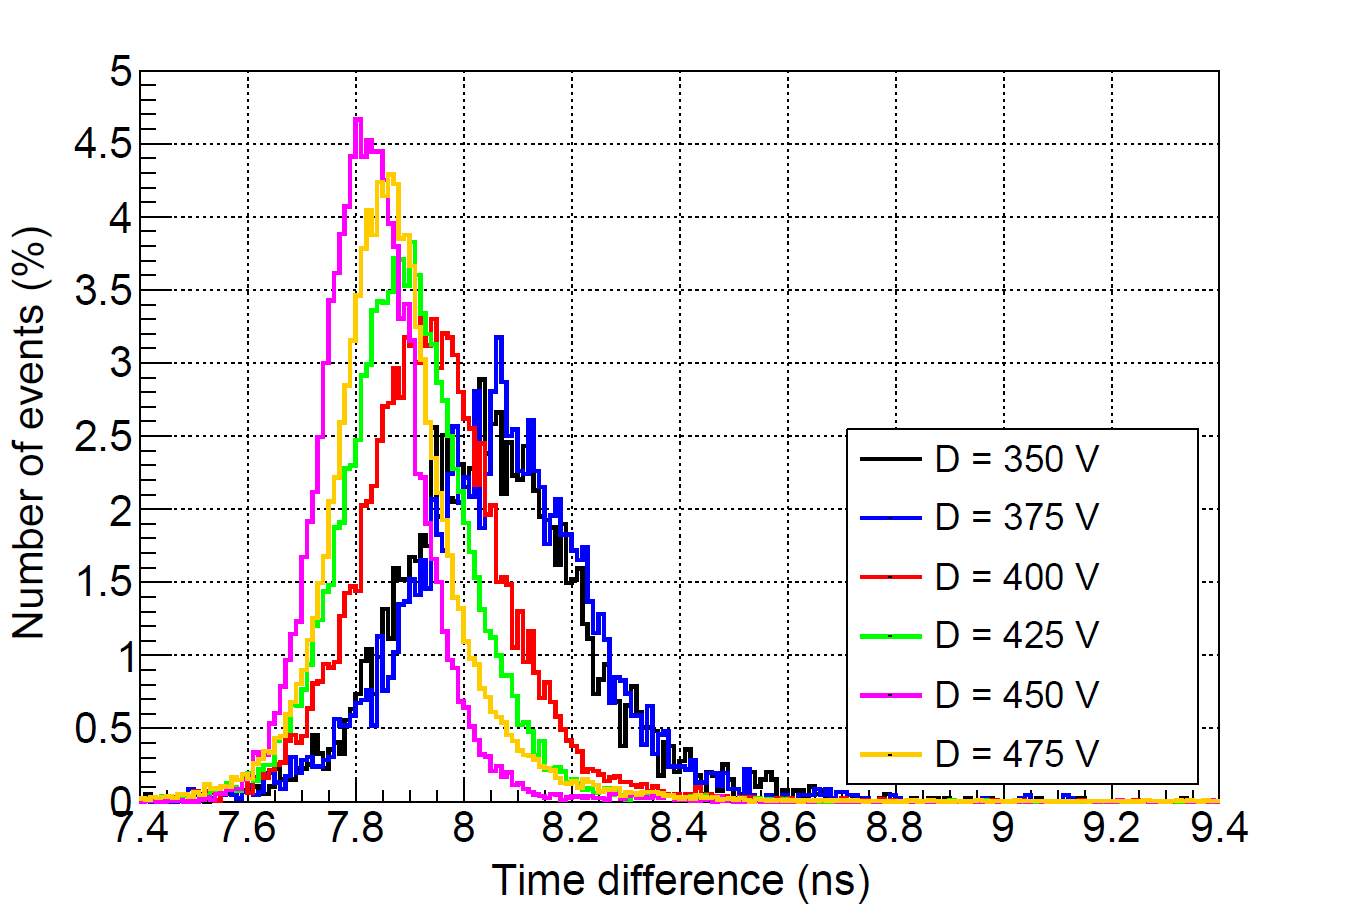 5
4.5
4
3.5
3
2.5
2
1.5
1
0.5
0
Number of events (%)
D = 350 V
D = 375 V
D = 400 V
D = 425 V
D = 450 V
D = 475 V
7.4 7.6 7.8 8 8.2 8.4 8.6 8.8 9 9.2 9.4
Time difference (ns)